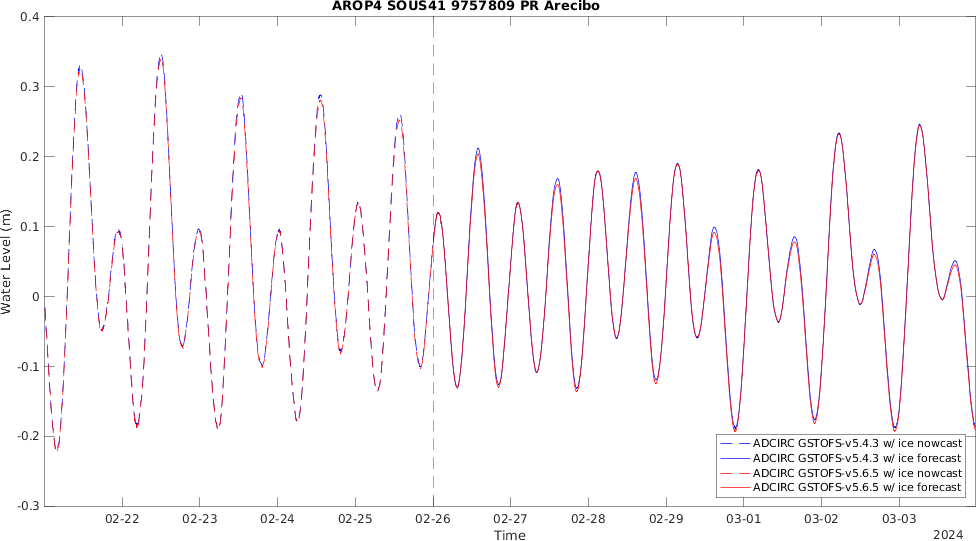 AROP4 SOUS41 9757809 PR Arecibo
0.4
0.3
0.2
0.1
0
-0.1
-0.2
-0.3
Water Level (m)
ADCIRC GSTOFS-v5.4.3 w/ ice nowcast
ADCIRC GSTOFS-v5.4.3 w/ ice forecast
ADCIRC GSTOFS-v5.6.5 w/ ice nowcast
ADCIRC GSTOFS-v5.6.5 w/ ice forecast
02-22 02-23 02-24 02-25 02-26 02-27 02-28 02-29 03-01 03-02 03-03
Time
2024